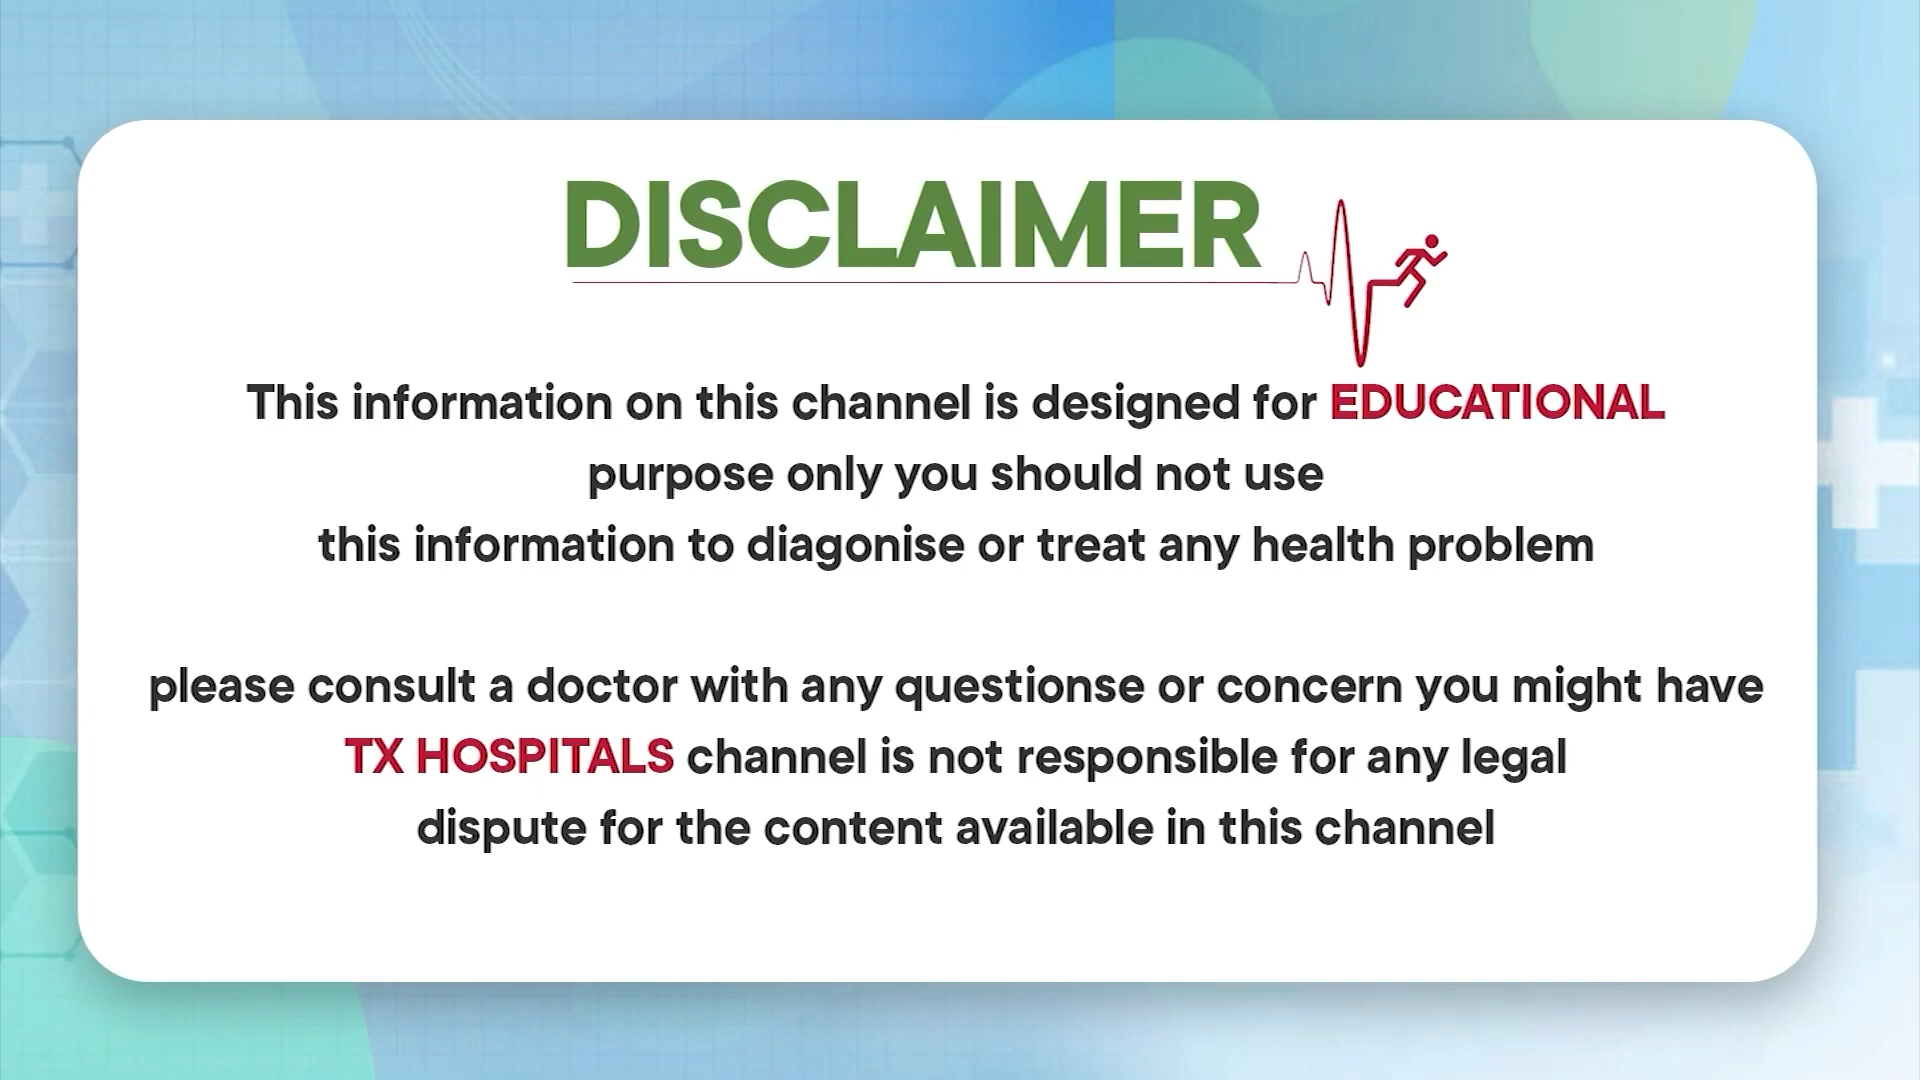 DISCLAIMER
This information on this channel is designed for EDUCATIONAL
purpose only you should not use
this information to diagonise or treat any health problem
please consult a doctor with any questionse or concern you might have
TX HOSPITALS channel is not responsible for any legal
dispute for the content available in this channel